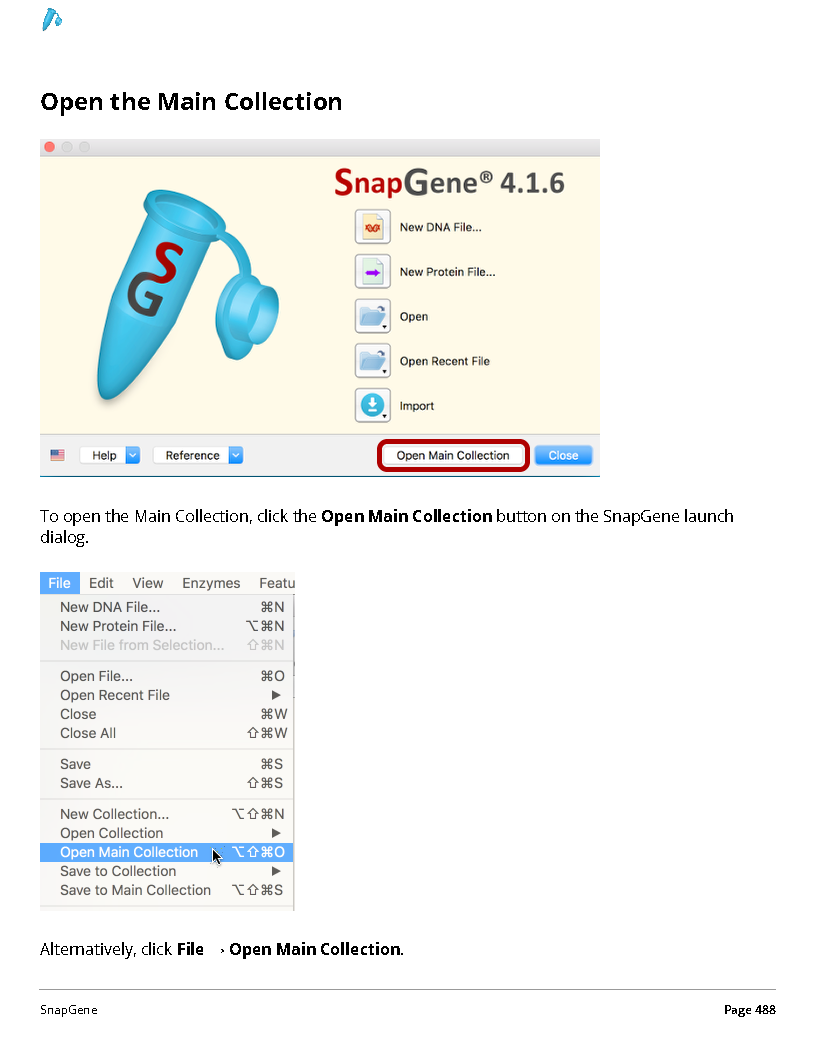 Open the Main Collection
SnapGene® 4.1.6
New DNA File...
New Protein File...
Open
Open Recent File
Import
SG
Help Reference Open Main Collection Close
To open the Main Collection, click the Open Main Collection button on the SnapGene launch
dialog.
File Edit View Enzymes Featu
New DNA File... ⌘N
New Protein File... ⌥⌘N
New File from Selection... ⇧⌘N
Open File... ⌘O
Open Recent File ▶
Close ⌘W
Close All ⇧⌘W
Save ⌘S
Save As... ⇧⌘S
New Collection... ⌥⇧⌘N
Open Collection ▶
Open Main Collection ⌥⇧⌘O
Save to Collection ▶
Save to Main Collection ⌥⇧⌘S
Alternatively, click File → Open Main Collection.
SnapGene Page 488